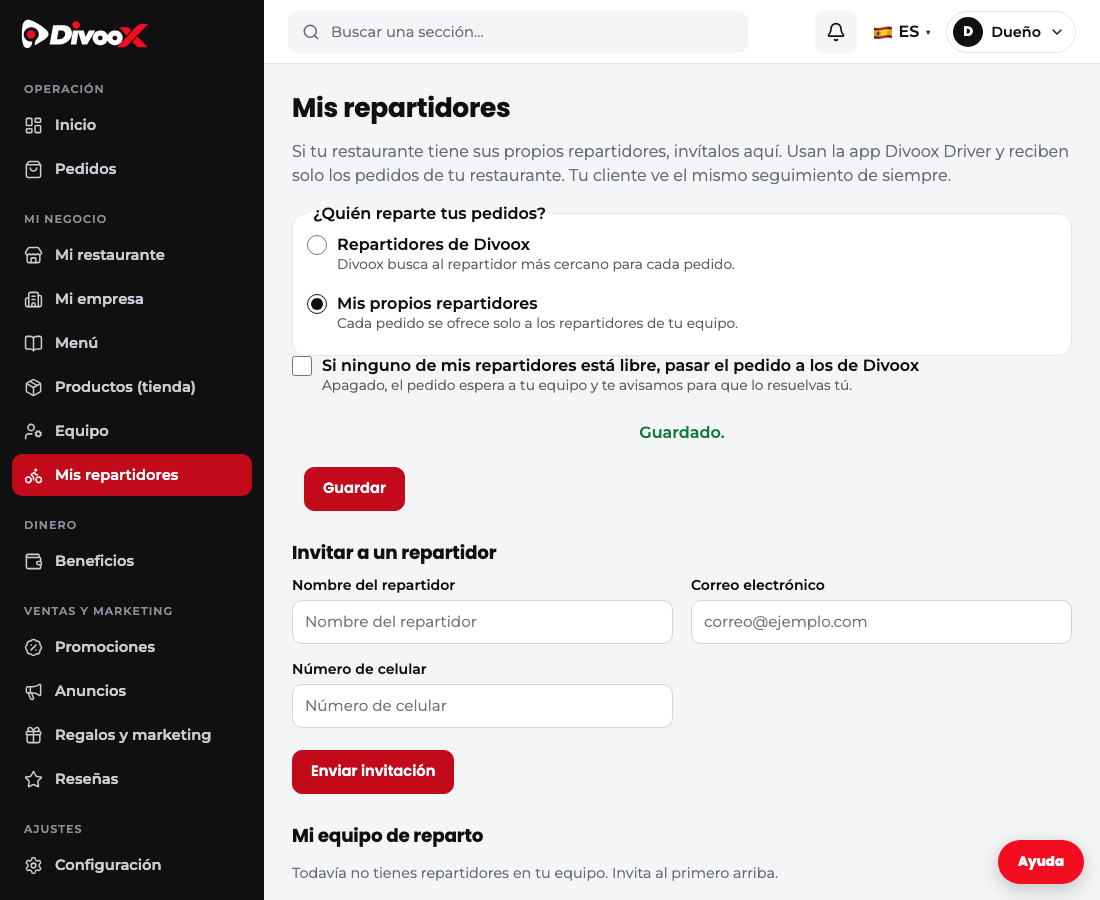 DivooX
OPERACIÓN
Inicio
Pedidos
MI NEGOCIO
Mi restaurante
Mi empresa
Menú
Productos (tienda)
Equipo
Mis repartidores
DINERO
Beneficios
VENTAS Y MARKETING
Promociones
Anuncios
Regalos y marketing
Reseñas
AJUSTES
Configuración
Buscar una sección...
🇪🇸 ES ▾
D Dueño
Mis repartidores
Si tu restaurante tiene sus propios repartidores, invítalos aquí. Usan la app Divoox Driver y reciben
solo los pedidos de tu restaurante. Tu cliente ve el mismo seguimiento de siempre.
¿Quién reparte tus pedidos?
Repartidores de Divoox
Divoox busca al repartidor más cercano para cada pedido.
Mis propios repartidores
Cada pedido se ofrece solo a los repartidores de tu equipo.
Si ninguno de mis repartidores está libre, pasar el pedido a los de Divoox
Apagado, el pedido espera a tu equipo y te avisamos para que lo resuelvas tú.
Guardado.
Guardar
Invitar a un repartidor
Nombre del repartidor
Nombre del repartidor
Correo electrónico
correo@ejemplo.com
Número de celular
Número de celular
Enviar invitación
Mi equipo de reparto
Todavía no tienes repartidores en tu equipo. Invita al primero arriba.
Ayuda